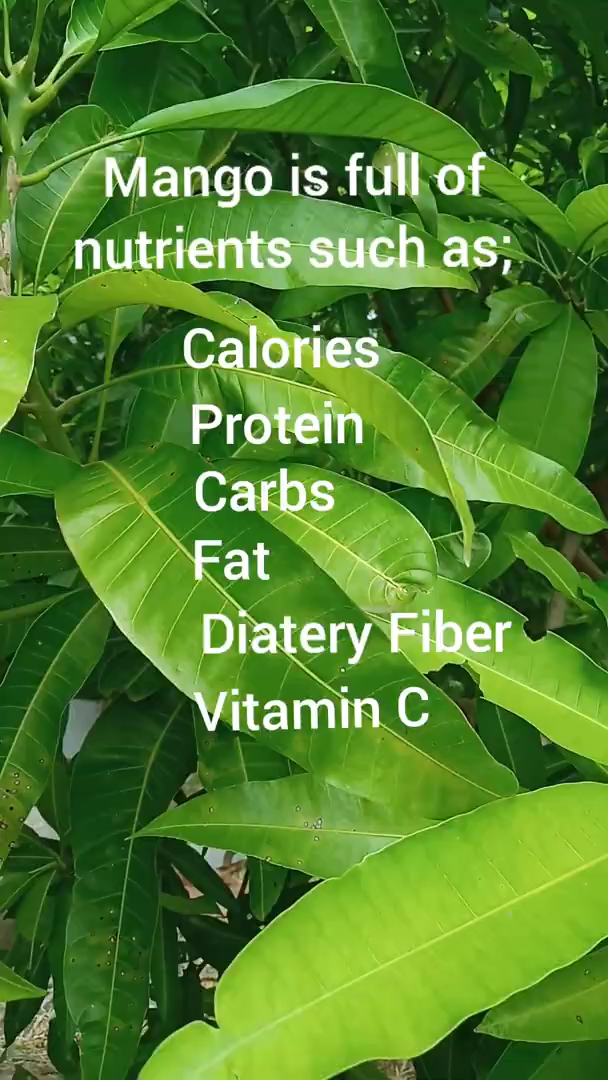 Mango is full of
nutrients such as;
Calories
Protein
Carbs
Fat
Diatery Fiber
Vitamin C